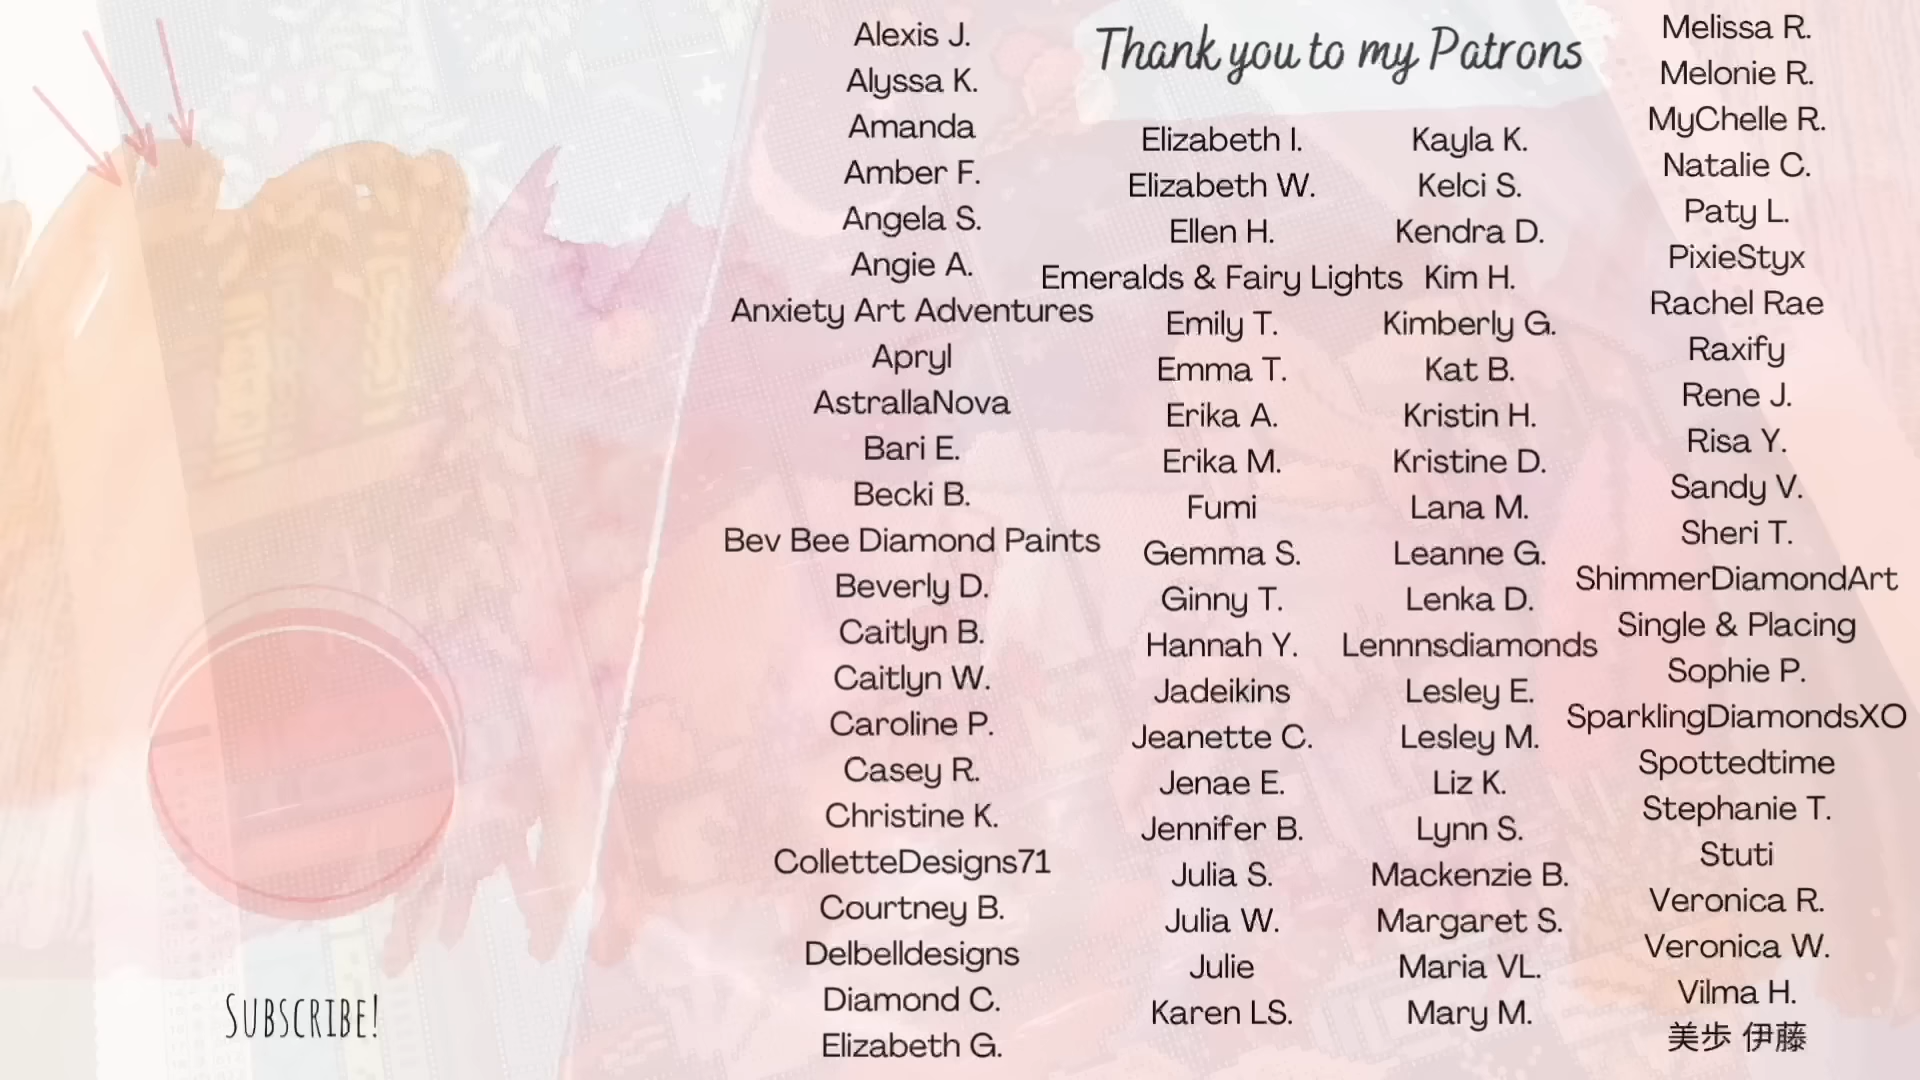 Thank you to my Patrons
Alexis J.
Alyssa K.
Amanda
Amber F.
Angela S.
Angie A.
Anxiety Art Adventures
Apryl
AstrallaNova
Bari E.
Becki B.
Bev Bee Diamond Paints
Beverly D.
Caitlyn B.
Caitlyn W.
Caroline P.
Casey R.
Christine K.
ColletteDesigns71
Courtney B.
Delbelldesigns
Diamond C.
Elizabeth G.
Elizabeth I.
Elizabeth W.
Ellen H.
Emeralds & Fairy Lights
Emily T.
Emma T.
Erika A.
Erika M.
Fumi
Gemma S.
Ginny T.
Hannah Y.
Jadeikins
Jeanette C.
Jenae E.
Jennifer B.
Julia S.
Julia W.
Julie
Karen LS.
Kayla K.
Kelci S.
Kendra D.
Kim H.
Kimberly G.
Kat B.
Kristin H.
Kristine D.
Lana M.
Leanne G.
Lenka D.
Lennnsdiamonds
Lesley E.
Lesley M.
Liz K.
Lynn S.
Mackenzie B.
Margaret S.
Maria VL.
Mary M.
Melissa R.
Melonie R.
MyChelle R.
Natalie C.
Paty L.
PixieStyx
Rachel Rae
Raxify
Rene J.
Risa Y.
Sandy V.
Sheri T.
ShimmerDiamondArt
Single & Placing
Sophie P.
SparklingDiamondsXO
Spottedtime
Stephanie T.
Stuti
Veronica R.
Veronica W.
Vilma H.
美歩 伊藤
SUBSCRIBE!